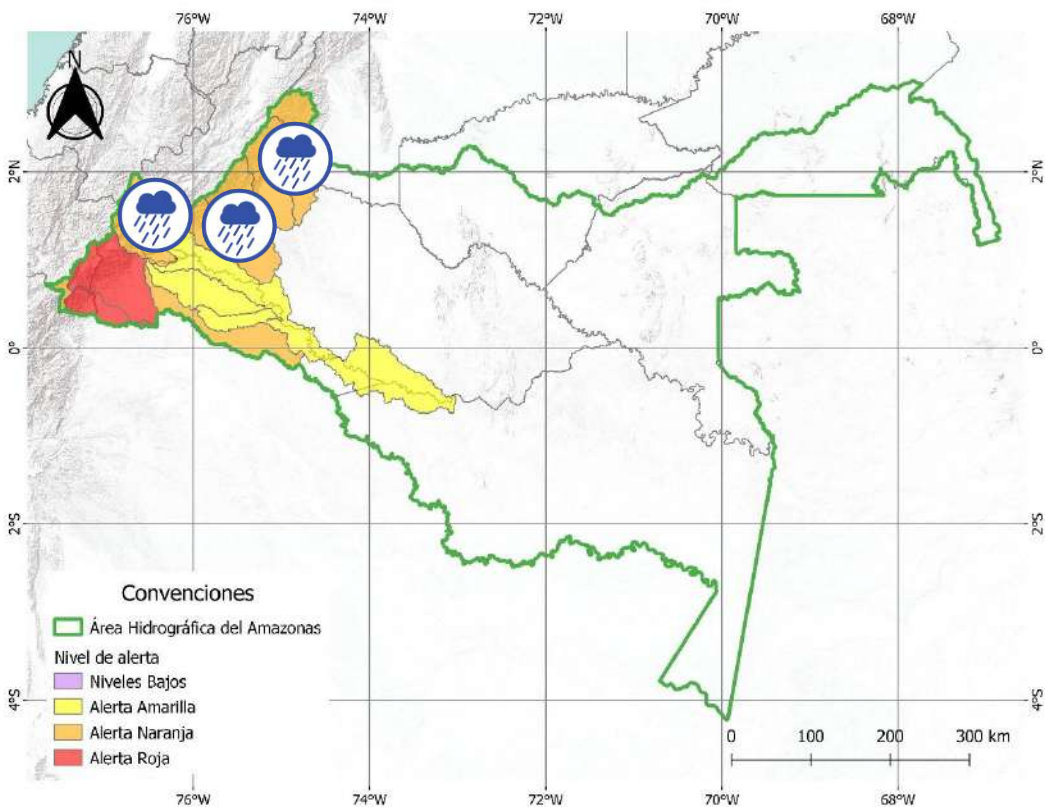 76°W 74°W 72°W 70°W 68°W
N
2°N 2°N
0° 0°
2°S 2°S
Convenciones
Área Hidrográfica del Amazonas
Nivel de alerta
Niveles Bajos
Alerta Amarilla
Alerta Naranja
Alerta Roja
4°S 4°S
0 100 200 300 km
76°W 74°W 72°W 70°W 68°W